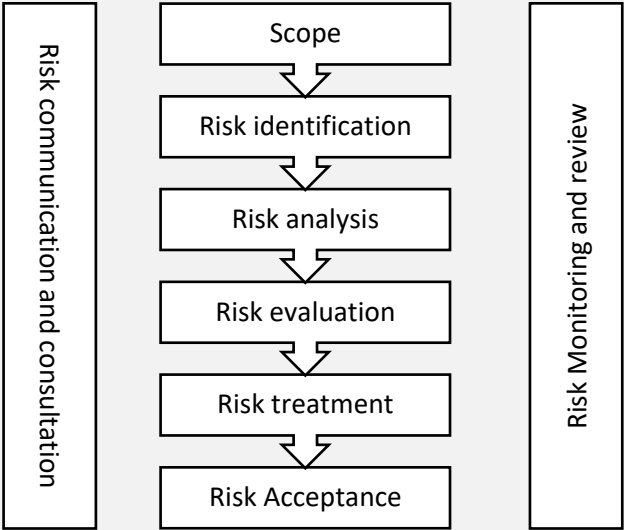 Risk communication and consultation
Scope
Risk identification
Risk analysis
Risk evaluation
Risk treatment
Risk Acceptance
Risk Monitoring and review